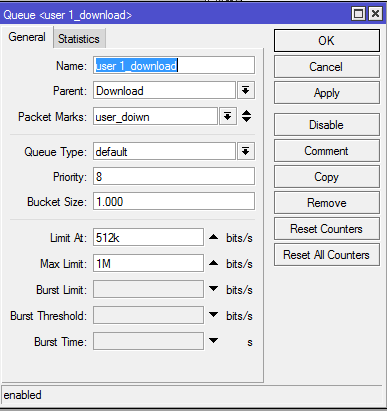 Queue <user 1_download>
General Statistics
Name: user 1_download
Parent: Download
Packet Marks: user_doiwn
Queue Type: default
Priority: 8
Bucket Size: 1.000
Limit At: 512k bits/s
Max Limit: 1M bits/s
Burst Limit: bits/s
Burst Threshold: bits/s
Burst Time: s
OK
Cancel
Apply
Disable
Comment
Copy
Remove
Reset Counters
Reset All Counters
enabled